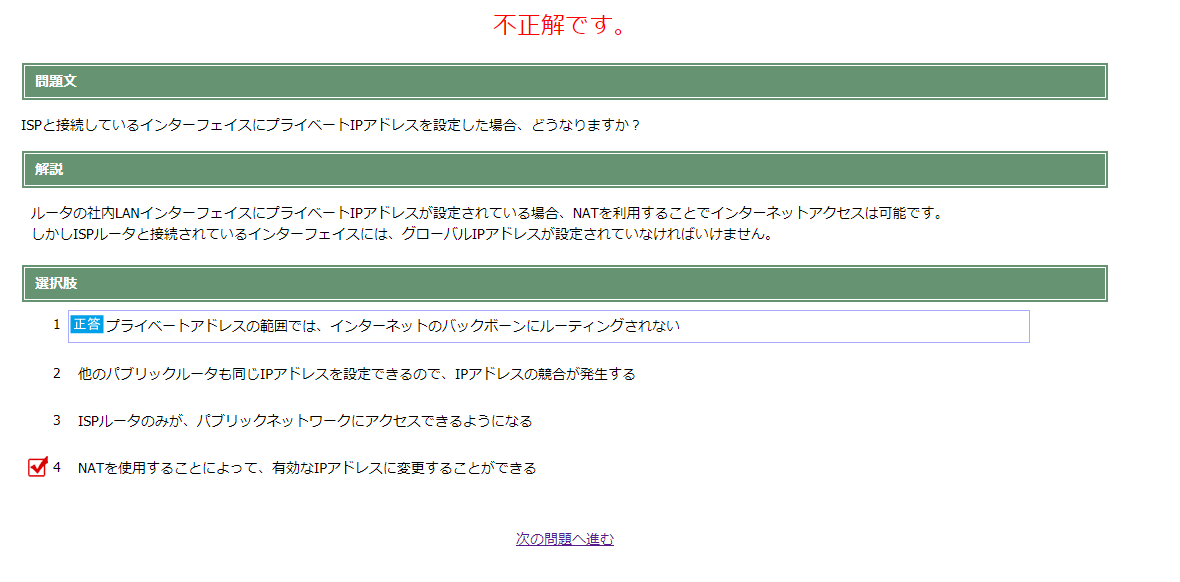 不正解です。
問題文
ISPと接続しているインターフェイスにプライベートIPアドレスを設定した場合、どうなりますか？
解説
ルータの社内LANインターフェイスにプライベートIPアドレスが設定されている場合、NATを利用することでインターネットアクセスは可能です。
しかしISPルータと接続されているインターフェイスには、グローバルIPアドレスが設定されていなければいけません。
選択肢
1 正答 プライベートアドレスの範囲では、インターネットのバックボーンにルーティングされない
2 他のパブリックルータも同じIPアドレスを設定できるので、IPアドレスの競合が発生する
3 ISPルータのみが、パブリックネットワークにアクセスできるようになる
4 NATを使用することによって、有効なIPアドレスに変更することができる
次の問題へ進む